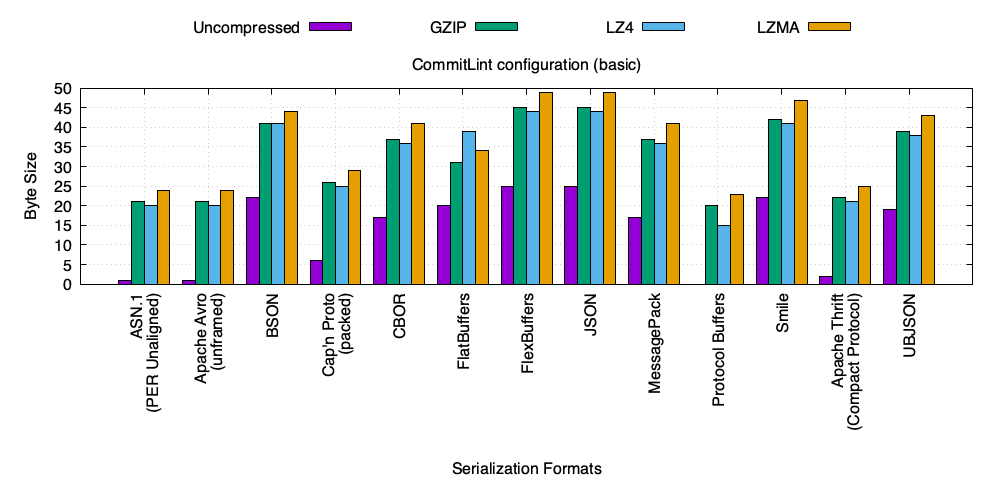 Uncompressed GZIP LZ4 LZMA
CommitLint configuration (basic)
50
45
40
35
30
25
20
15
10
5
0
Byte Size
ASN.1
(PER Unaligned)
Apache Avro
(unframed)
BSON
Cap'n Proto
(packed)
CBOR
FlatBuffers
FlexBuffers
JSON
MessagePack
Protocol Buffers
Smile
Apache Thrift
(Compact Protocol)
UBJSON
Serialization Formats